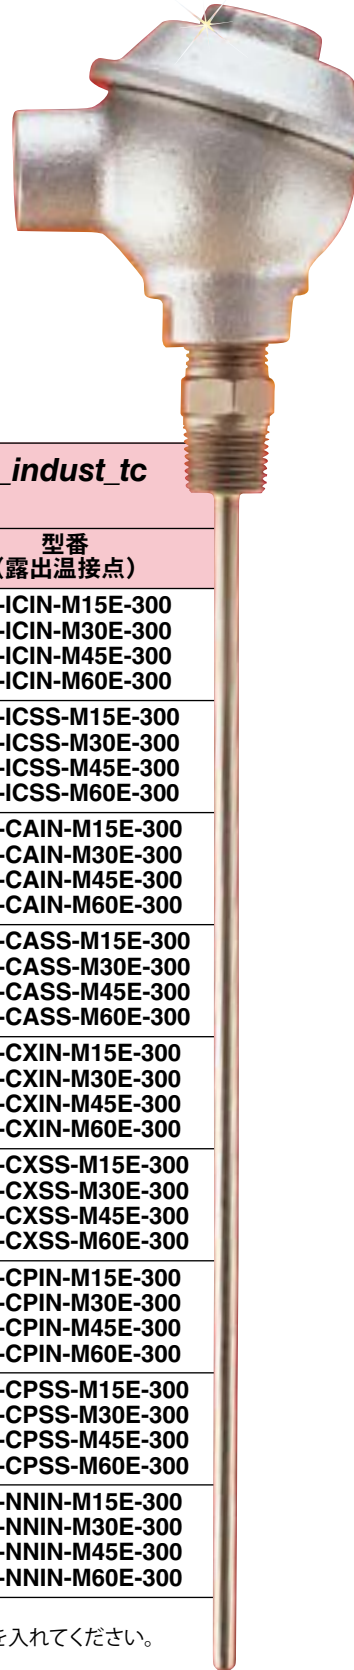 _indust_tc
型番
（露出温接点）
-ICIN-M15E-300
-ICIN-M30E-300
-ICIN-M45E-300
-ICIN-M60E-300
-ICSS-M15E-300
-ICSS-M30E-300
-ICSS-M45E-300
-ICSS-M60E-300
-CAIN-M15E-300
-CAIN-M30E-300
-CAIN-M45E-300
-CAIN-M60E-300
-CASS-M15E-300
-CASS-M30E-300
-CASS-M45E-300
-CASS-M60E-300
-CXIN-M15E-300
-CXIN-M30E-300
-CXIN-M45E-300
-CXIN-M60E-300
-CXSS-M15E-300
-CXSS-M30E-300
-CXSS-M45E-300
-CXSS-M60E-300
-CPIN-M15E-300
-CPIN-M30E-300
-CPIN-M45E-300
-CPIN-M60E-300
-CPSS-M15E-300
-CPSS-M30E-300
-CPSS-M45E-300
-CPSS-M60E-300
-NNIN-M15E-300
-NNIN-M30E-300
-NNIN-M45E-300
-NNIN-M60E-300
を入れてください。